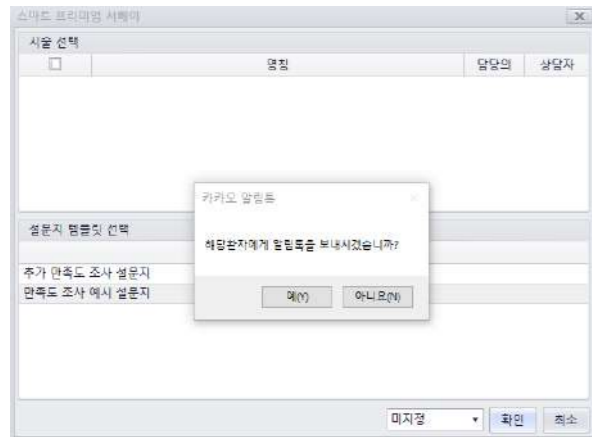 스마트 프리미엄 서베이
시술 선택
명칭 담당의 상담자
카카오 알림톡
해당환자에게 알림톡을 보내시겠습니까?
예(Y) 아니요(N)
설문지 템플릿 선택
추가 만족도 조사 설문지
만족도 조사 예시 설문지
미지정 확인 취소